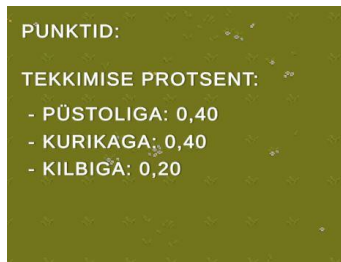 PUNKTID:
TEKKIMISE PROTSENT:
- PÜSTOLIGA: 0,40
- KURIKAGA: 0,40
- KILBIGA: 0,20